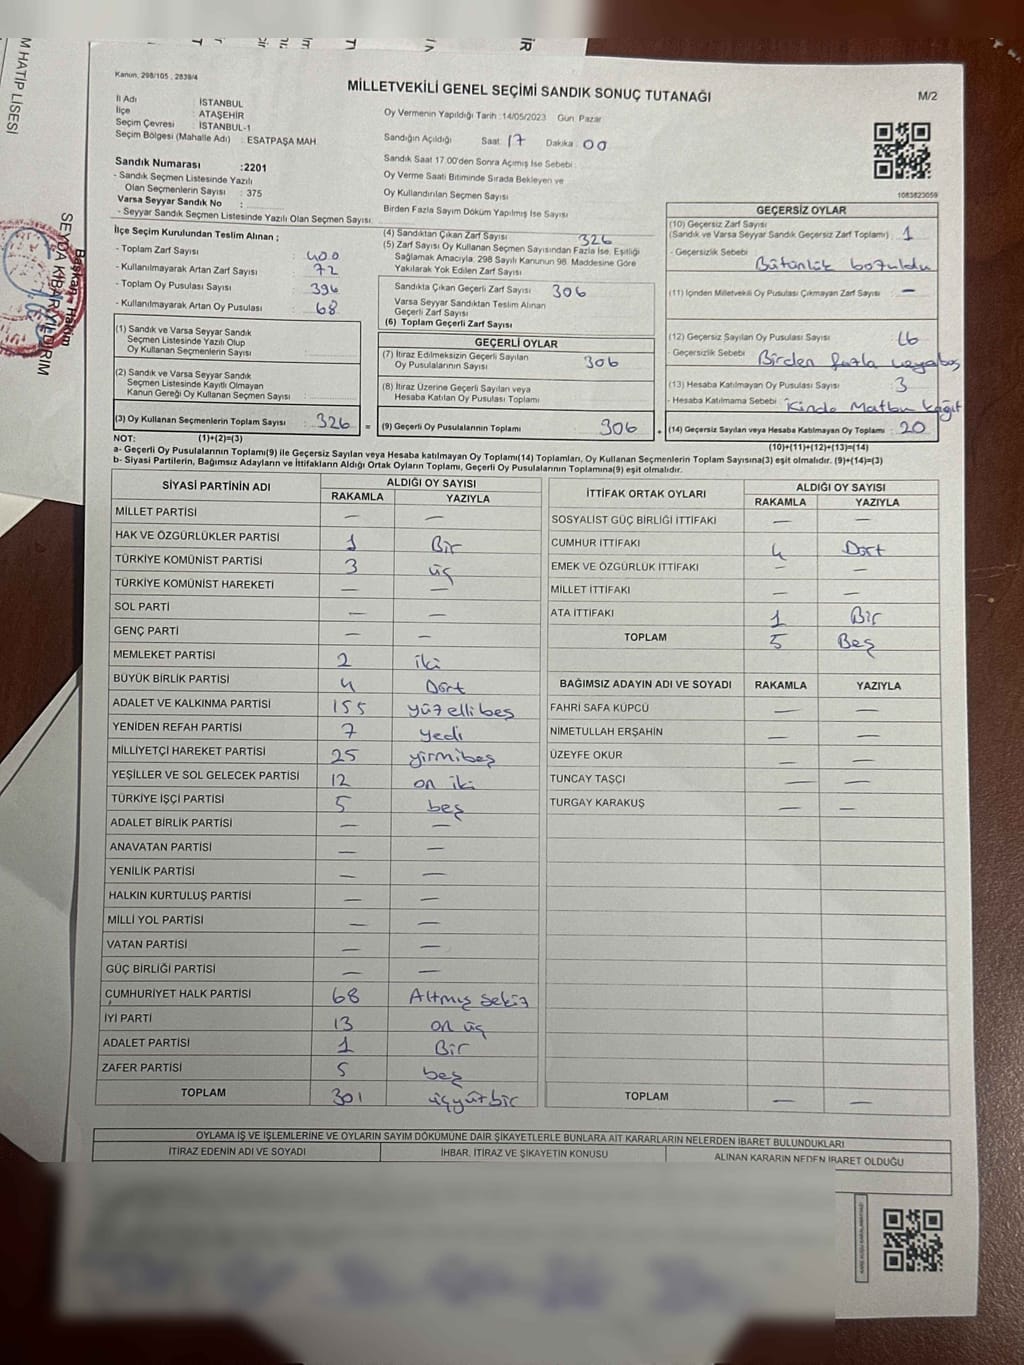 M HATİP LİSESİ
Başkan - Hakim
Kanun, 298/105 , 2839/4
MİLLETVEKİLİ GENEL SEÇİMİ SANDIK SONUÇ TUTANAĞI
M/2
İl Adı : İSTANBUL
İlçe : ATAŞEHİR
Seçim Çevresi : İSTANBUL-1
Seçim Bölgesi (Mahalle Adı) : ESATPAŞA MAH.
Oy Vermenin Yapıldığı Tarih :14/05/2023 Gün: Pazar
Sandığın Açıldığı Saat: 17 Dakika : 00
Sandık Saat 17.00'den Sonra Açılmış İse Sebebi :
Oy Verme Saati Bitiminde Sırada Bekleyen ve
Oy Kullandırılan Seçmen Sayısı
Birden Fazla Sayım Döküm Yapılmış İse Sayısı
Sandık Numarası :2201
- Sandık Seçmen Listesinde Yazılı
Olan Seçmenlerin Sayısı : 375
Varsa Seyyar Sandık No :
- Seyyar Sandık Seçmen Listesinde Yazılı Olan Seçmen Sayısı:
İlçe Seçim Kurulundan Teslim Alınan ;
- Toplam Zarf Sayısı : 400
- Kullanılmayarak Artan Zarf Sayısı : 72
- Toplam Oy Pusulası Sayısı : 396
- Kullanılmayarak Artan Oy Pusulası : 68
(1) Sandık ve Varsa Seyyar Sandık
Seçmen Listesinde Yazılı Olup
Oy Kullanan Seçmenlerin Sayısı :
(2) Sandık ve Varsa Seyyar Sandık
Seçmen Listesinde Kayıtlı Olmayan
Kanun Gereği Oy Kullanan Seçmen Sayısı :
(3) Oy Kullanan Seçmenlerin Toplam Sayısı : 326 =
(4) Sandıktan Çıkan Zarf Sayısı 326
(5) Zarf Sayısı Oy Kullanan Seçmen Sayısından Fazla İse, Eşitliği
Sağlamak Amacıyla, 298 Sayılı Kanunun 98. Maddesine Göre
Yakılarak Yok Edilen Zarf Sayısı
Sandıkta Çıkan Geçerli Zarf Sayısı 306
Varsa Seyyar Sandıktan Teslim Alınan
Geçerli Zarf Sayısı
(6) Toplam Geçerli Zarf Sayısı
GEÇERLİ OYLAR
(7) İtiraz Edilmeksizin Geçerli Sayılan
Oy Pusulalarının Sayısı 306
(8) İtiraz Üzerine Geçerli Sayılan veya
Hesaba Katılan Oy Pusulası Toplamı
(9) Geçerli Oy Pusulalarının Toplamı 306
1083623059
GEÇERSİZ OYLAR
(10) Geçersiz Zarf Sayısı
(Sandık ve Varsa Seyyar Sandık Geçersiz Zarf Toplamı) : 1
- Geçersizlik Sebebi : Bütünlük bozuldu
(11) İçinden Milletvekili Oy Pusulası Çıkmayan Zarf Sayısı : —
(12) Geçersiz Sayılan Oy Pusulası Sayısı : 16
- Geçersizlik Sebebi : Birden fazla veya boş
(13) Hesaba Katılmayan Oy Pusulası Sayısı : 3
- Hesaba Katılmama Sebebi : içinde Matbu kağıt
(14) Geçersiz Sayılan veya Hesaba Katılmayan Oy Toplamı : 20
NOT: (1)+(2)=(3) (10)+(11)+(12)+(13)=(14)
a- Geçerli Oy Pusulalarının Toplamı(9) ile Geçersiz Sayılan veya Hesaba katılmayan Oy Toplamı(14) Toplamları, Oy Kullanan Seçmenlerin Toplam Sayısına(3) eşit olmalıdır. (9)+(14)=(3)
b- Siyasi Partilerin, Bağımsız Adayların ve İttifakların Aldığı Ortak Oyların Toplamı, Geçerli Oy Pusulalarının Toplamına(9) eşit olmalıdır.
SİYASİ PARTİNİN ADI ALDIĞI OY SAYISI
RAKAMLA YAZIYLA
MİLLET PARTİSİ — —
HAK VE ÖZGÜRLÜKLER PARTİSİ 1 Bir
TÜRKİYE KOMÜNİST PARTİSİ 3 üç
TÜRKİYE KOMÜNİST HAREKETİ — —
SOL PARTİ — —
GENÇ PARTİ — —
MEMLEKET PARTİSİ 2 iki
BÜYÜK BİRLİK PARTİSİ 4 Dört
ADALET VE KALKINMA PARTİSİ 155 yüzellibeş
YENİDEN REFAH PARTİSİ 7 yedi
MİLLİYETÇİ HAREKET PARTİSİ 25 yirmibeş
YEŞİLLER VE SOL GELECEK PARTİSİ 12 on iki
TÜRKİYE İŞÇİ PARTİSİ 5 beş
ADALET BİRLİK PARTİSİ — —
ANAVATAN PARTİSİ — —
YENİLİK PARTİSİ — —
HALKIN KURTULUŞ PARTİSİ — —
MİLLİ YOL PARTİSİ — —
VATAN PARTİSİ — —
GÜÇ BİRLİĞİ PARTİSİ — —
CUMHURİYET HALK PARTİSİ 68 Altmış sekiz
İYİ PARTİ 13 on üç
ADALET PARTİSİ 1 Bir
ZAFER PARTİSİ 5 beş
TOPLAM 301 üçyüzbir
İTTİFAK ORTAK OYLARI ALDIĞI OY SAYISI
RAKAMLA YAZIYLA
SOSYALİST GÜÇ BİRLİĞİ İTTİFAKI — —
CUMHUR İTTİFAKI 4 Dört
EMEK VE ÖZGÜRLÜK İTTİFAKI — —
MİLLET İTTİFAKI — —
ATA İTTİFAKI 1 Bir
TOPLAM 5 Beş
BAĞIMSIZ ADAYIN ADI VE SOYADI RAKAMLA YAZIYLA
FAHRİ SAFA KÜPCÜ — —
NİMETULLAH ERŞAHİN — —
ÜZEYFE OKUR — —
TUNCAY TAŞÇI — —
TURGAY KARAKUŞ — —
TOPLAM — —
OYLAMA İŞ VE İŞLEMLERİNE VE OYLARIN SAYIM DÖKÜMÜNE DAİR ŞİKAYETLERLE BUNLARA AİT KARARLARIN NELERDEN İBARET BULUNDUKLARI
İTİRAZ EDENİN ADI VE SOYADI İHBAR, İTİRAZ VE ŞİKAYETİN KONUSU ALINAN KARARIN NEDEN İBARET OLDUĞU